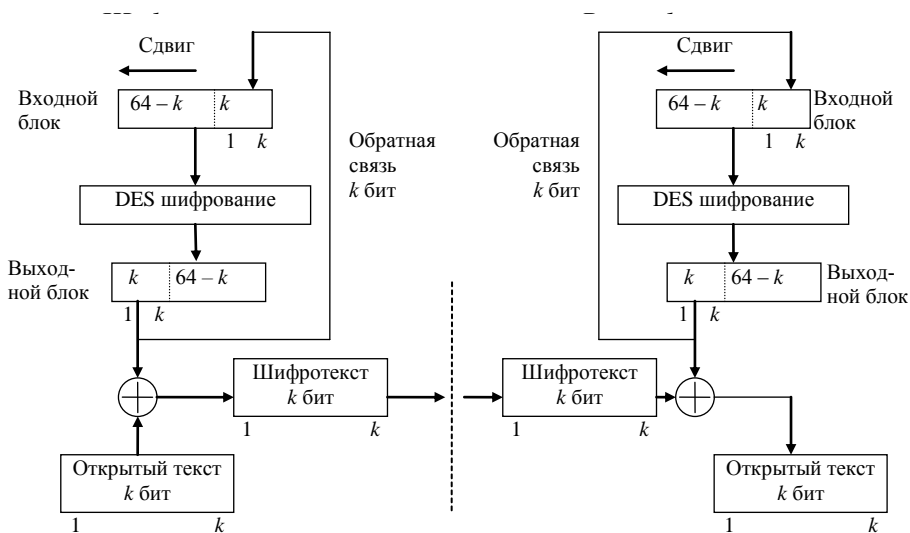 Сдвиг
64 – k k
Входной
блок
1 k
Обратная
связь
k бит
DES шифрование
k 64 – k
Выход-
ной блок
1 k
Шифротекст
k бит
1 k
Открытый текст
k бит
1 k
Сдвиг
64 – k k
Входной
блок
1 k
Обратная
связь
k бит
DES шифрование
k 64 – k
Выход-
ной блок
1 k
Шифротекст
k бит
1 k
Открытый текст
k бит
1 k